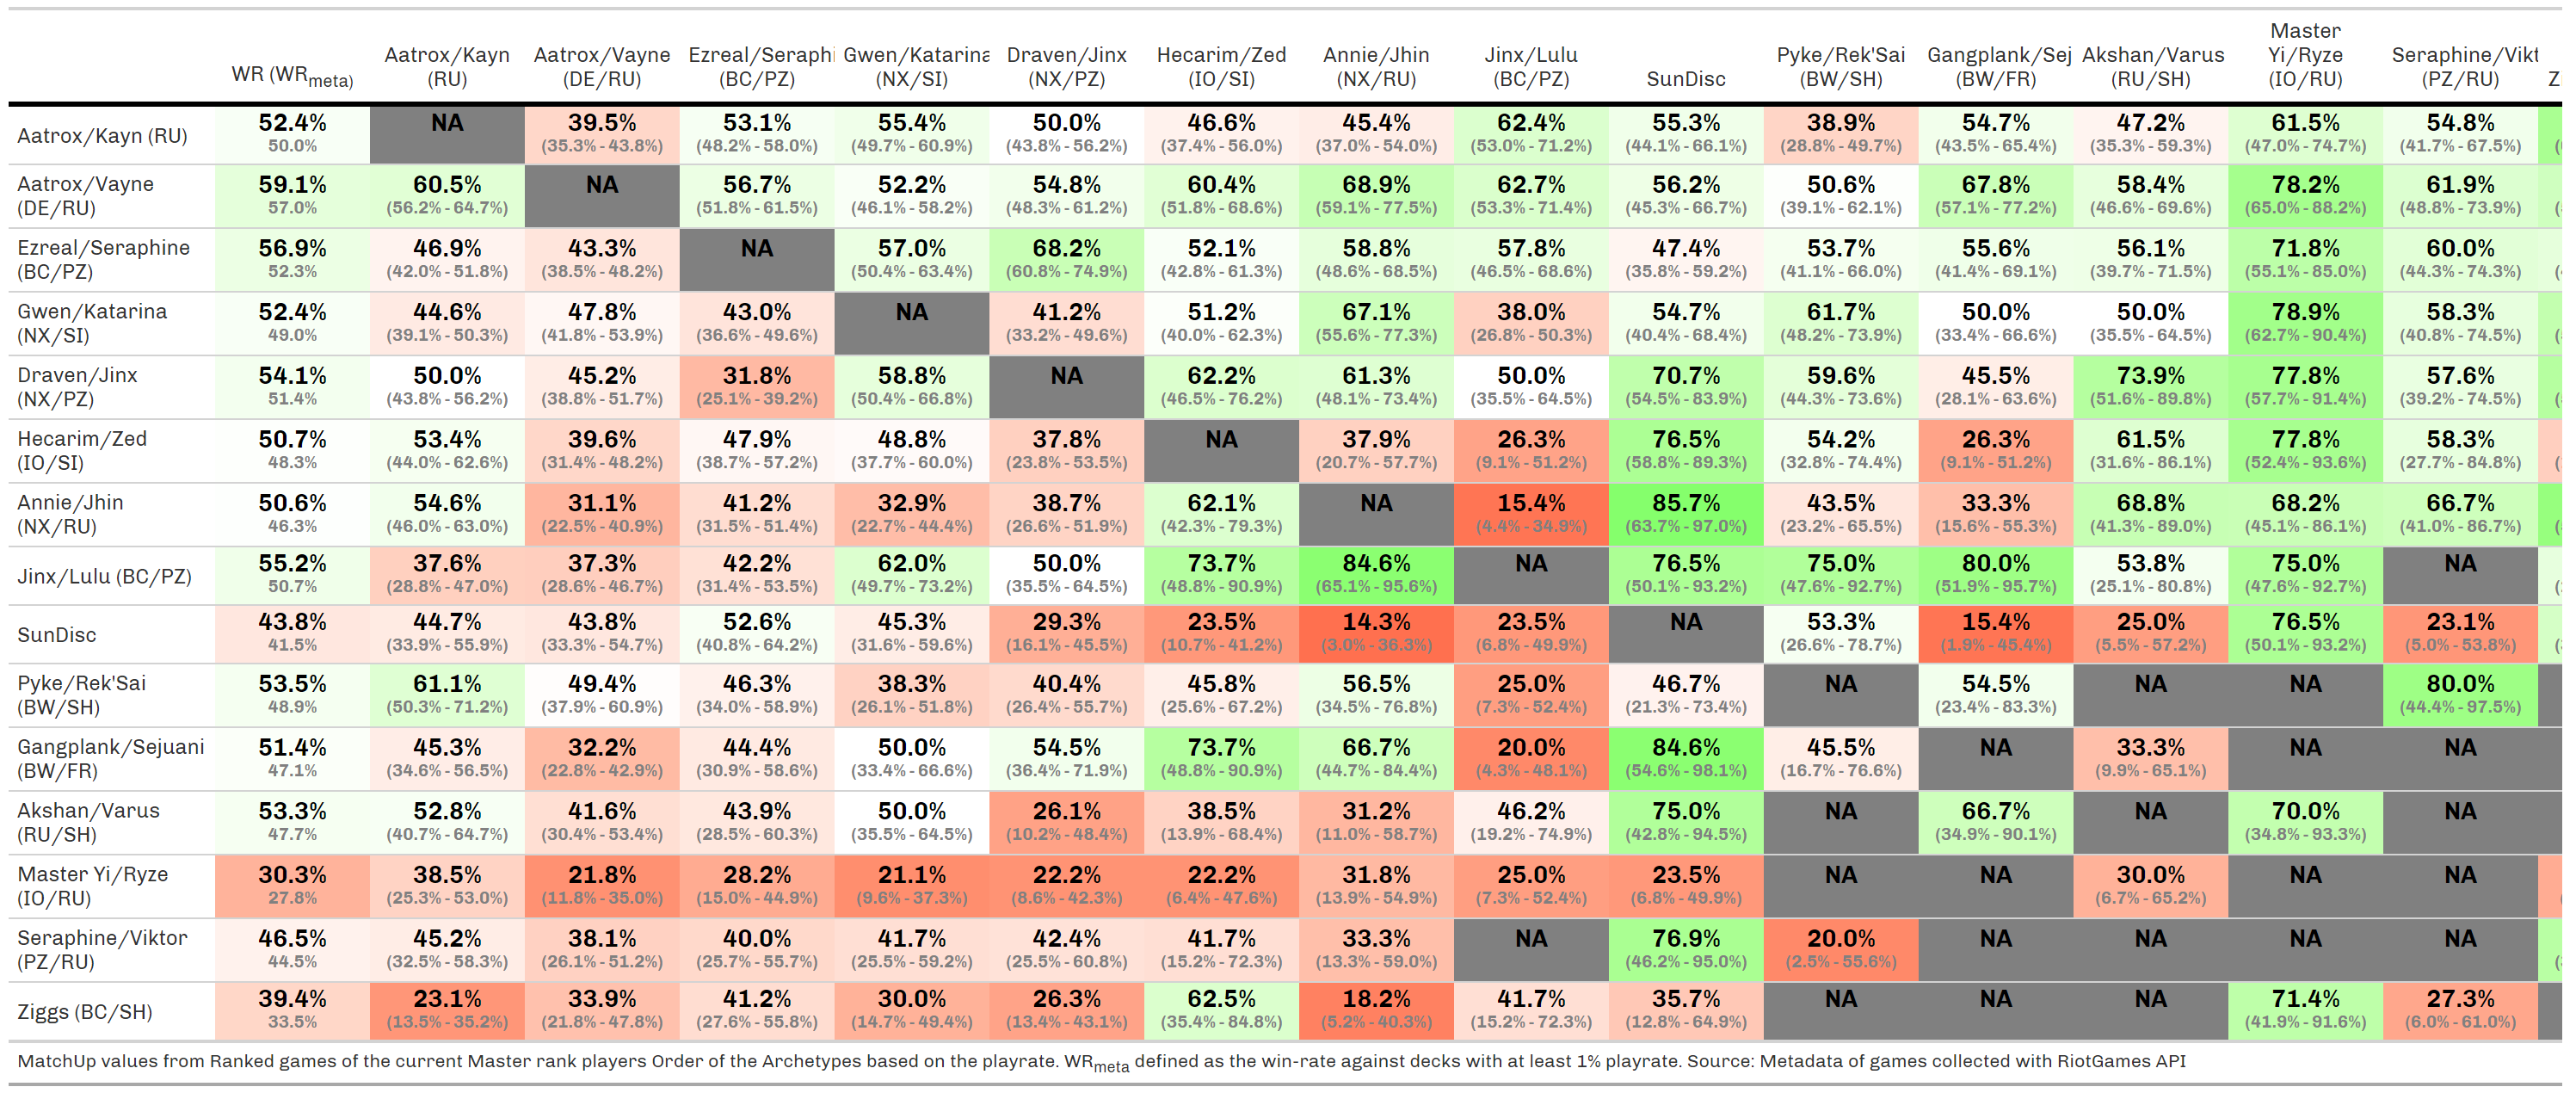 WR (WRmeta) Aatrox/Kayn (RU) Aatrox/Vayne (DE/RU) Ezreal/Seraphi (BC/PZ) Gwen/Katarina (NX/SI) Draven/Jinx (NX/PZ) Hecarim/Zed (IO/SI) Annie/Jhin (NX/RU) Jinx/Lulu (BC/PZ) SunDisc Pyke/Rek'Sai (BW/SH) Gangplank/Sej (BW/FR) Akshan/Varus (RU/SH) Master Yi/Ryze (IO/RU) Seraphine/Vikt (PZ/RU) Z
Aatrox/Kayn (RU) 52.4% NA 39.5% 53.1% 55.4% 50.0% 46.6% 45.4% 62.4% 55.3% 38.9% 54.7% 47.2% 61.5% 54.8%
50.0% (35.3% - 43.8%) (48.2% - 58.0%) (49.7% - 60.9%) (43.8% - 56.2%) (37.4% - 56.0%) (37.0% - 54.0%) (53.0% - 71.2%) (44.1% - 66.1%) (28.8% - 49.7%) (43.5% - 65.4%) (35.3% - 59.3%) (47.0% - 74.7%) (41.7% - 67.5%)
Aatrox/Vayne 59.1% 60.5% NA 56.7% 52.2% 54.8% 60.4% 68.9% 62.7% 56.2% 50.6% 67.8% 58.4% 78.2% 61.9%
(DE/RU) 57.0% (56.2% - 64.7%) (51.8% - 61.5%) (46.1% - 58.2%) (48.3% - 61.2%) (51.8% - 68.6%) (59.1% - 77.5%) (53.3% - 71.4%) (45.3% - 66.7%) (39.1% - 62.1%) (57.1% - 77.2%) (46.6% - 69.6%) (65.0% - 88.2%) (48.8% - 73.9%)
Ezreal/Seraphine 56.9% 46.9% 43.3% NA 57.0% 68.2% 52.1% 58.8% 57.8% 47.4% 53.7% 55.6% 56.1% 71.8% 60.0%
(BC/PZ) 52.3% (42.0% - 51.8%) (38.5% - 48.2%) (50.4% - 63.4%) (60.8% - 74.9%) (42.8% - 61.3%) (48.6% - 68.5%) (46.5% - 68.6%) (35.8% - 59.2%) (41.1% - 66.0%) (41.4% - 69.1%) (39.7% - 71.5%) (55.1% - 85.0%) (44.3% - 74.3%)
Gwen/Katarina 52.4% 44.6% 47.8% 43.0% NA 41.2% 51.2% 67.1% 38.0% 54.7% 61.7% 50.0% 50.0% 78.9% 58.3%
(NX/SI) 49.0% (39.1% - 50.3%) (41.8% - 53.9%) (36.6% - 49.6%) (33.2% - 49.6%) (40.0% - 62.3%) (55.6% - 77.3%) (26.8% - 50.3%) (40.4% - 68.4%) (48.2% - 73.9%) (33.4% - 66.6%) (35.5% - 64.5%) (62.7% - 90.4%) (40.8% - 74.5%)
Draven/Jinx 54.1% 50.0% 45.2% 31.8% 58.8% NA 62.2% 61.3% 50.0% 70.7% 59.6% 45.5% 73.9% 77.8% 57.6%
(NX/PZ) 51.4% (43.8% - 56.2%) (38.8% - 51.7%) (25.1% - 39.2%) (50.4% - 66.8%) (46.5% - 76.2%) (48.1% - 73.4%) (35.5% - 64.5%) (54.5% - 83.9%) (44.3% - 73.6%) (28.1% - 63.6%) (51.6% - 89.8%) (57.7% - 91.4%) (39.2% - 74.5%)
Hecarim/Zed 50.7% 53.4% 39.6% 47.9% 48.8% 37.8% NA 37.9% 26.3% 76.5% 54.2% 26.3% 61.5% 77.8% 58.3%
(IO/SI) 48.3% (44.0% - 62.6%) (31.4% - 48.2%) (38.7% - 57.2%) (37.7% - 60.0%) (23.8% - 53.5%) (20.7% - 57.7%) (9.1% - 51.2%) (58.8% - 89.3%) (32.8% - 74.4%) (9.1% - 51.2%) (31.6% - 86.1%) (52.4% - 93.6%) (27.7% - 84.8%)
Annie/Jhin 50.6% 54.6% 31.1% 41.2% 32.9% 38.7% 62.1% NA 15.4% 85.7% 43.5% 33.3% 68.8% 68.2% 66.7%
(NX/RU) 46.3% (46.0% - 63.0%) (22.5% - 40.9%) (31.5% - 51.4%) (22.7% - 44.4%) (26.6% - 51.9%) (42.3% - 79.3%) (4.4% - 34.9%) (63.7% - 97.0%) (23.2% - 65.5%) (15.6% - 55.3%) (41.3% - 89.0%) (45.1% - 86.1%) (41.0% - 86.7%)
Jinx/Lulu (BC/PZ) 55.2% 37.6% 37.3% 42.2% 62.0% 50.0% 73.7% 84.6% NA 76.5% 75.0% 80.0% 53.8% 75.0% NA
50.7% (28.8% - 47.0%) (28.6% - 46.7%) (31.4% - 53.5%) (49.7% - 73.2%) (35.5% - 64.5%) (48.8% - 90.9%) (65.1% - 95.6%) (50.1% - 93.2%) (47.6% - 92.7%) (51.9% - 95.7%) (25.1% - 80.8%) (47.6% - 92.7%)
SunDisc 43.8% 44.7% 43.8% 52.6% 45.3% 29.3% 23.5% 14.3% 23.5% NA 53.3% 15.4% 25.0% 76.5% 23.1%
41.5% (33.9% - 55.9%) (33.3% - 54.7%) (40.8% - 64.2%) (31.6% - 59.6%) (16.1% - 45.5%) (10.7% - 41.2%) (3.0% - 36.3%) (6.8% - 49.9%) (26.6% - 78.7%) (1.9% - 45.4%) (5.5% - 57.2%) (50.1% - 93.2%) (5.0% - 53.8%)
Pyke/Rek'Sai 53.5% 61.1% 49.4% 46.3% 38.3% 40.4% 45.8% 56.5% 25.0% 46.7% NA 54.5% NA NA 80.0%
(BW/SH) 48.9% (50.3% - 71.2%) (37.9% - 60.9%) (34.0% - 58.9%) (26.1% - 51.8%) (26.4% - 55.7%) (25.6% - 67.2%) (34.5% - 76.8%) (7.3% - 52.4%) (21.3% - 73.4%) (23.4% - 83.3%) (44.4% - 97.5%)
Gangplank/Sejuani 51.4% 45.3% 32.2% 44.4% 50.0% 54.5% 73.7% 66.7% 20.0% 84.6% 45.5% NA 33.3% NA NA
(BW/FR) 47.1% (34.6% - 56.5%) (22.8% - 42.9%) (30.9% - 58.6%) (33.4% - 66.6%) (36.4% - 71.9%) (48.8% - 90.9%) (44.7% - 84.4%) (4.3% - 48.1%) (54.6% - 98.1%) (16.7% - 76.6%) (9.9% - 65.1%)
Akshan/Varus 53.3% 52.8% 41.6% 43.9% 50.0% 26.1% 38.5% 31.2% 46.2% 75.0% NA 66.7% NA 70.0% NA
(RU/SH) 47.7% (40.7% - 64.7%) (30.4% - 53.4%) (28.5% - 60.3%) (35.5% - 64.5%) (10.2% - 48.4%) (13.9% - 68.4%) (11.0% - 58.7%) (19.2% - 74.9%) (42.8% - 94.5%) (34.9% - 90.1%) (34.8% - 93.3%)
Master Yi/Ryze 30.3% 38.5% 21.8% 28.2% 21.1% 22.2% 22.2% 31.8% 25.0% 23.5% NA NA 30.0% NA NA
(IO/RU) 27.8% (25.3% - 53.0%) (11.8% - 35.0%) (15.0% - 44.9%) (9.6% - 37.3%) (8.6% - 42.3%) (6.4% - 47.6%) (13.9% - 54.9%) (7.3% - 52.4%) (6.8% - 49.9%) (6.7% - 65.2%)
Seraphine/Viktor 46.5% 45.2% 38.1% 40.0% 41.7% 42.4% 41.7% 33.3% NA 76.9% 20.0% NA NA NA NA
(PZ/RU) 44.5% (32.5% - 58.3%) (26.1% - 51.2%) (25.7% - 55.7%) (25.5% - 59.2%) (25.5% - 60.8%) (15.2% - 72.3%) (13.3% - 59.0%) (46.2% - 95.0%) (2.5% - 55.6%)
Ziggs (BC/SH) 39.4% 23.1% 33.9% 41.2% 30.0% 26.3% 62.5% 18.2% 41.7% 35.7% NA NA NA 71.4% 27.3%
33.5% (13.5% - 35.2%) (21.8% - 47.8%) (27.6% - 55.8%) (14.7% - 49.4%) (13.4% - 43.1%) (35.4% - 84.8%) (5.2% - 40.3%) (15.2% - 72.3%) (12.8% - 64.9%) (41.9% - 91.6%) (6.0% - 61.0%)
MatchUp values from Ranked games of the current Master rank players Order of the Archetypes based on the playrate. WRmeta defined as the win-rate against decks with at least 1% playrate. Source: Metadata of games collected with RiotGames API